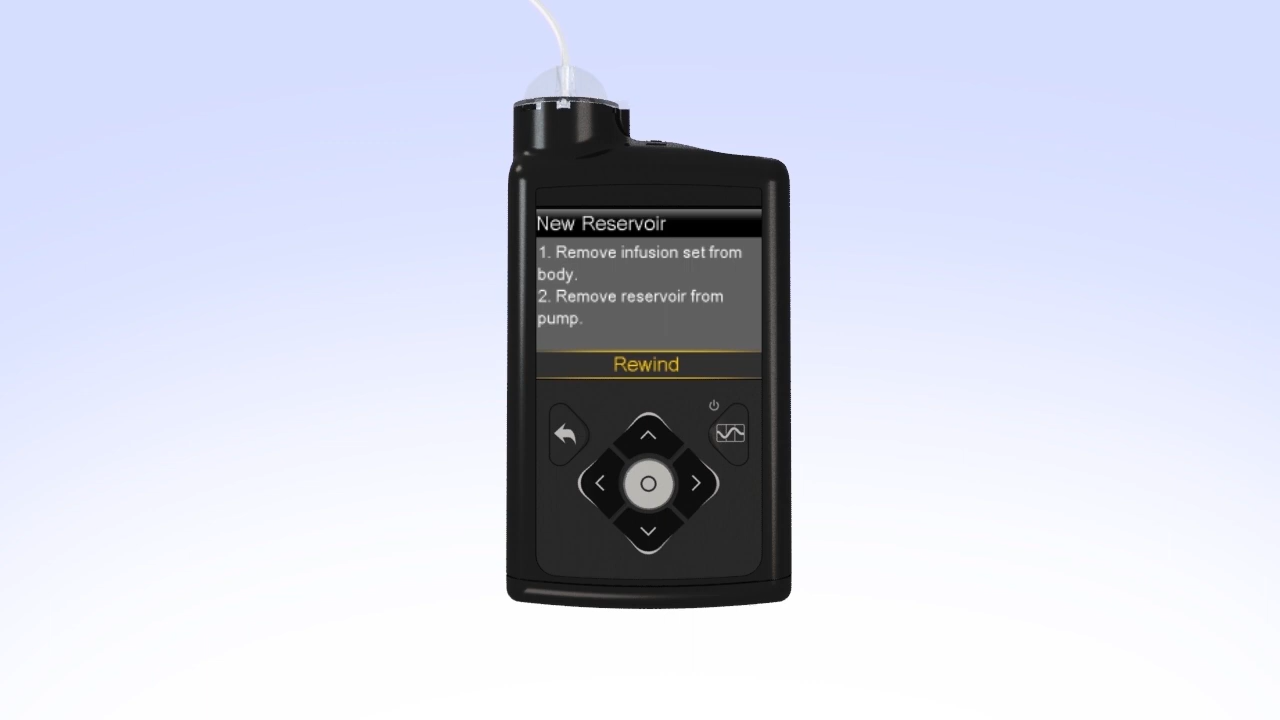 New Reservoir
1. Remove infusion set from
body.
2. Remove reservoir from
pump.
Rewind